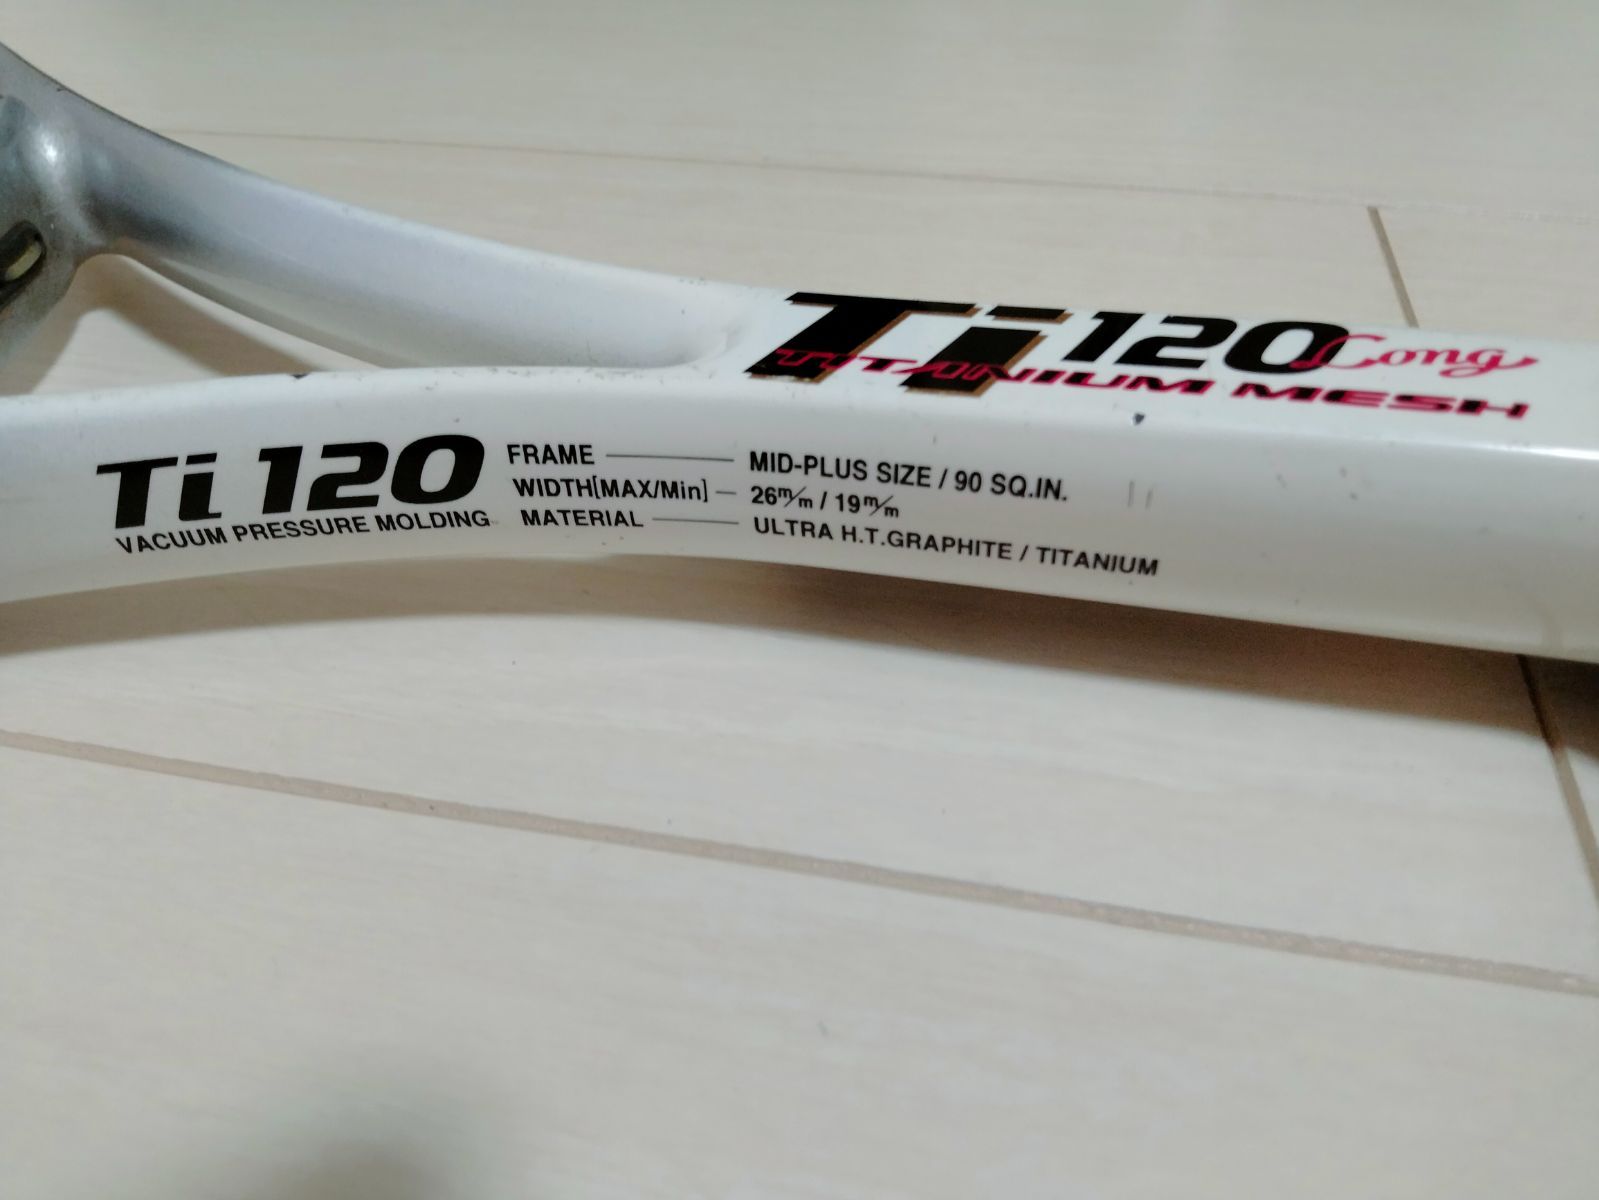 Ti 120 Long
TITANIUM MESH
Ti 120
VACUUM PRESSURE MOLDING
FRAME MID-PLUS SIZE / 90 SQ.IN.
WIDTH[MAX/Min] 26m/m / 19m/m
MATERIAL ULTRA H.T.GRAPHITE / TITANIUM